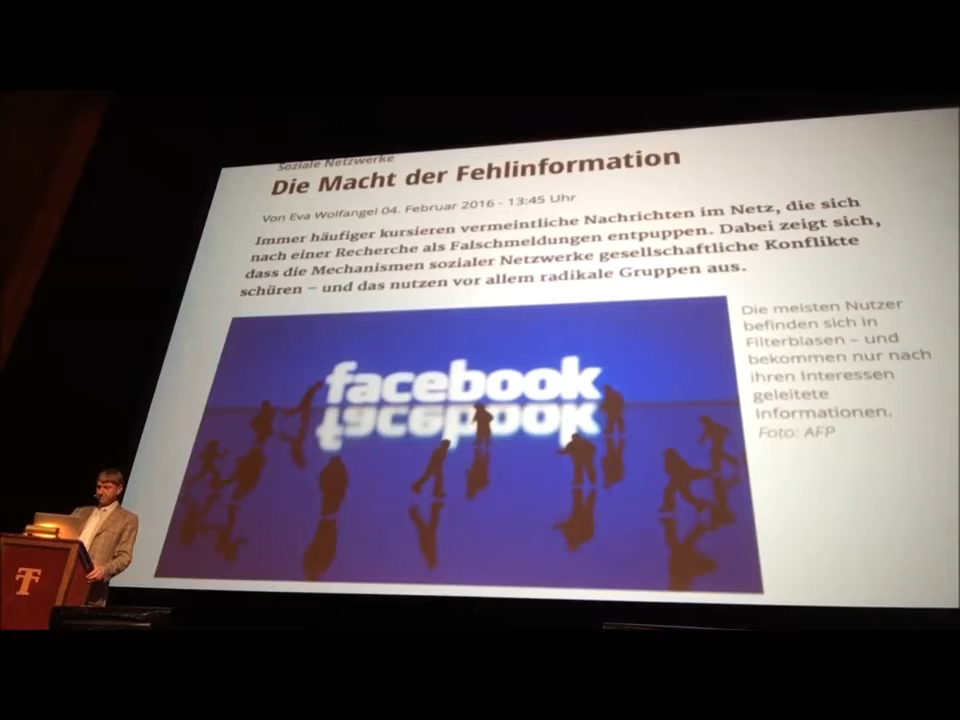 Soziale Netzwerke
Die Macht der Fehlinformation
Von Eva Wolfangel 04. Februar 2016 - 13:45 Uhr
Immer häufiger kursieren vermeintliche Nachrichten im Netz, die sich
nach einer Recherche als Falschmeldungen entpuppen. Dabei zeigt sich,
dass die Mechanismen sozialer Netzwerke gesellschaftliche Konflikte
schüren – und das nutzen vor allem radikale Gruppen aus.
facebook
facebook
Die meisten Nutzer
befinden sich in
Filterblasen – und
bekommen nur nach
ihren Interessen
geleitete
Informationen.
Foto: AFP
TF